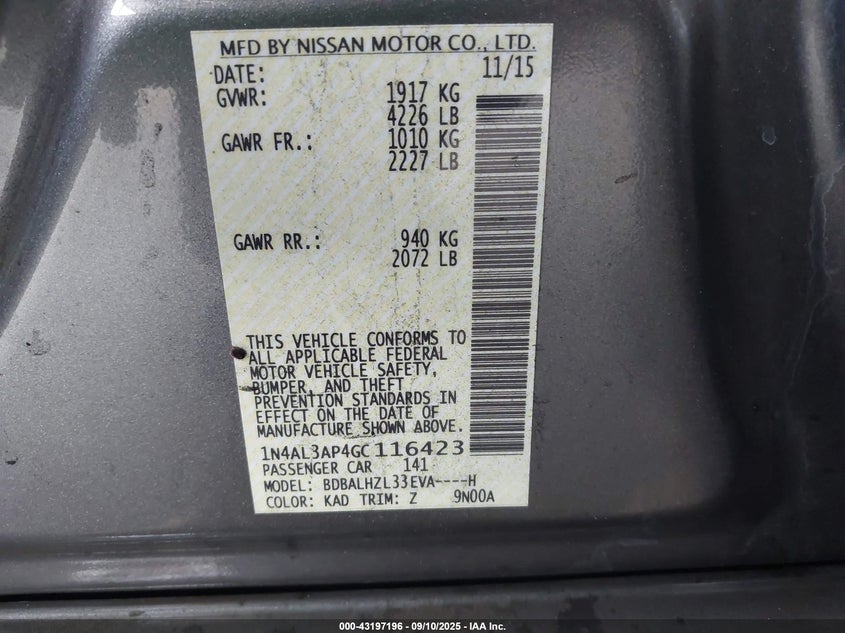 MFD BY NISSAN MOTOR CO., LTD.
DATE: 11/15
GVWR: 1917 KG
4226 LB
GAWR FR.: 1010 KG
2227 LB
GAWR RR.: 940 KG
2072 LB
THIS VEHICLE CONFORMS TO
ALL APPLICABLE FEDERAL
MOTOR VEHICLE SAFETY,
BUMPER, AND THEFT
PREVENTION STANDARDS IN
EFFECT ON THE DATE OF
MANUFACTURE SHOWN ABOVE.
1N4AL3AP4GC116423
PASSENGER CAR 141
MODEL: BDBALHZL33EVA----H
COLOR: KAD TRIM: Z 9N00A
000-43197196 - 09/10/2025 - IAA Inc.